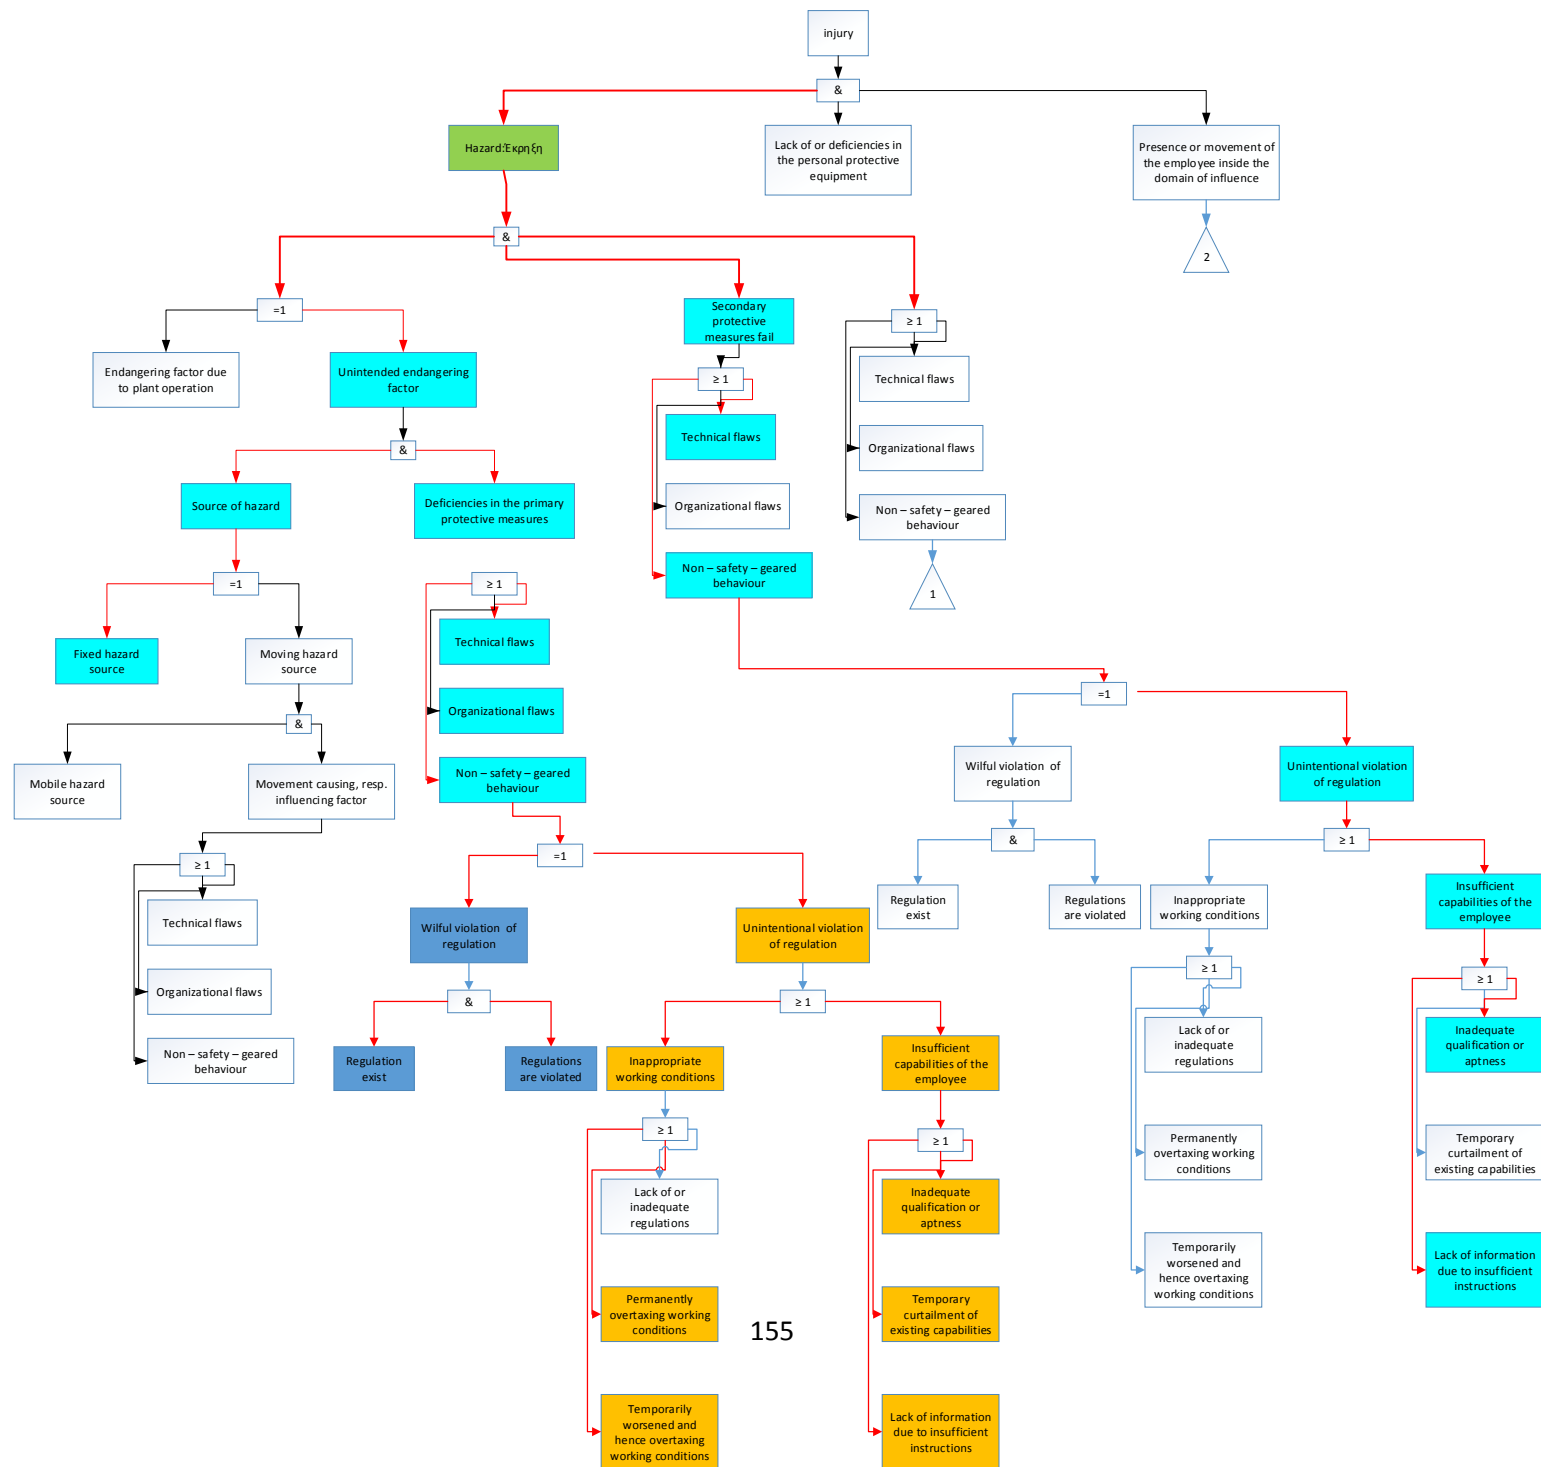 injury
&
Hazard:Έκρηξη
Lack of or deficiencies in
the personal protective
equipment
Presence or movement of
the employee inside the
domain of influence
&
2
=1
Secondary
protective
measures fail
≥ 1
Endangering factor due
to plant operation
Unintended endangering
factor
≥ 1
Technical flaws
&
Technical flaws
Organizational flaws
Source of hazard
Deficiencies in the primary
protective measures
Organizational flaws
Non – safety – geared
behaviour
=1
≥ 1
Non – safety – geared
behaviour
1
Fixed hazard
source
Moving hazard
source
Technical flaws
=1
&
Organizational flaws
Mobile hazard
source
Movement causing, resp.
influencing factor
Non – safety – geared
behaviour
Wilful violation of
regulation
Unintentional violation
of regulation
≥ 1
=1
&
≥ 1
Technical flaws
Wilful violation of
regulation
Unintentional violation
of regulation
Regulation
exist
Regulations
are violated
Inappropriate
working conditions
Insufficient
capabilities of the
employee
Organizational flaws
&
≥ 1
≥ 1
≥ 1
Non – safety – geared
behaviour
Regulation
exist
Regulations
are violated
Inappropriate
working conditions
Insufficient
capabilities of the
employee
Lack of or
inadequate
regulations
Inadequate
qualification or
aptness
≥ 1
≥ 1
Permanently
overtaxing working
conditions
Temporary
curtailment of
existing capabilities
Lack of or
inadequate
regulations
Inadequate
qualification or
aptness
Temporarily
worsened and
hence overtaxing
working conditions
Lack of information
due to insufficient
instructions
Permanently
overtaxing working
conditions
155
Temporary
curtailment of
existing capabilities
Temporarily
worsened and
hence overtaxing
working conditions
Lack of information
due to insufficient
instructions